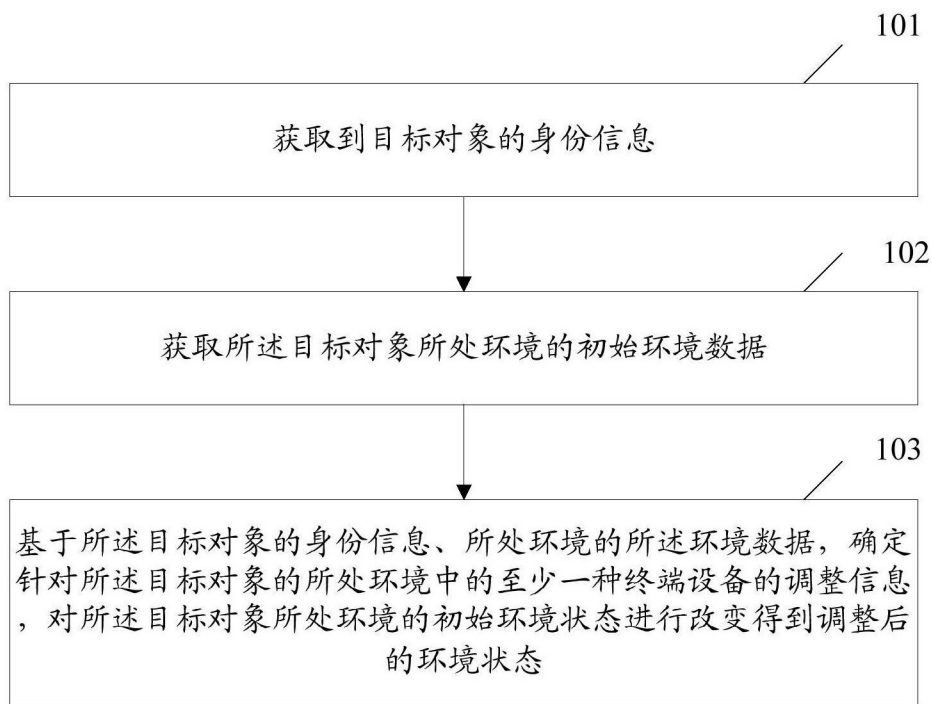 101
获取到目标对象的身份信息
102
获取所述目标对象所处环境的初始环境数据
103
基于所述目标对象的身份信息、所处环境的所述环境数据，确定
针对所述目标对象的所处环境中的至少一种终端设备的调整信息
，对所述目标对象所处环境的初始环境状态进行改变得到调整后
的环境状态